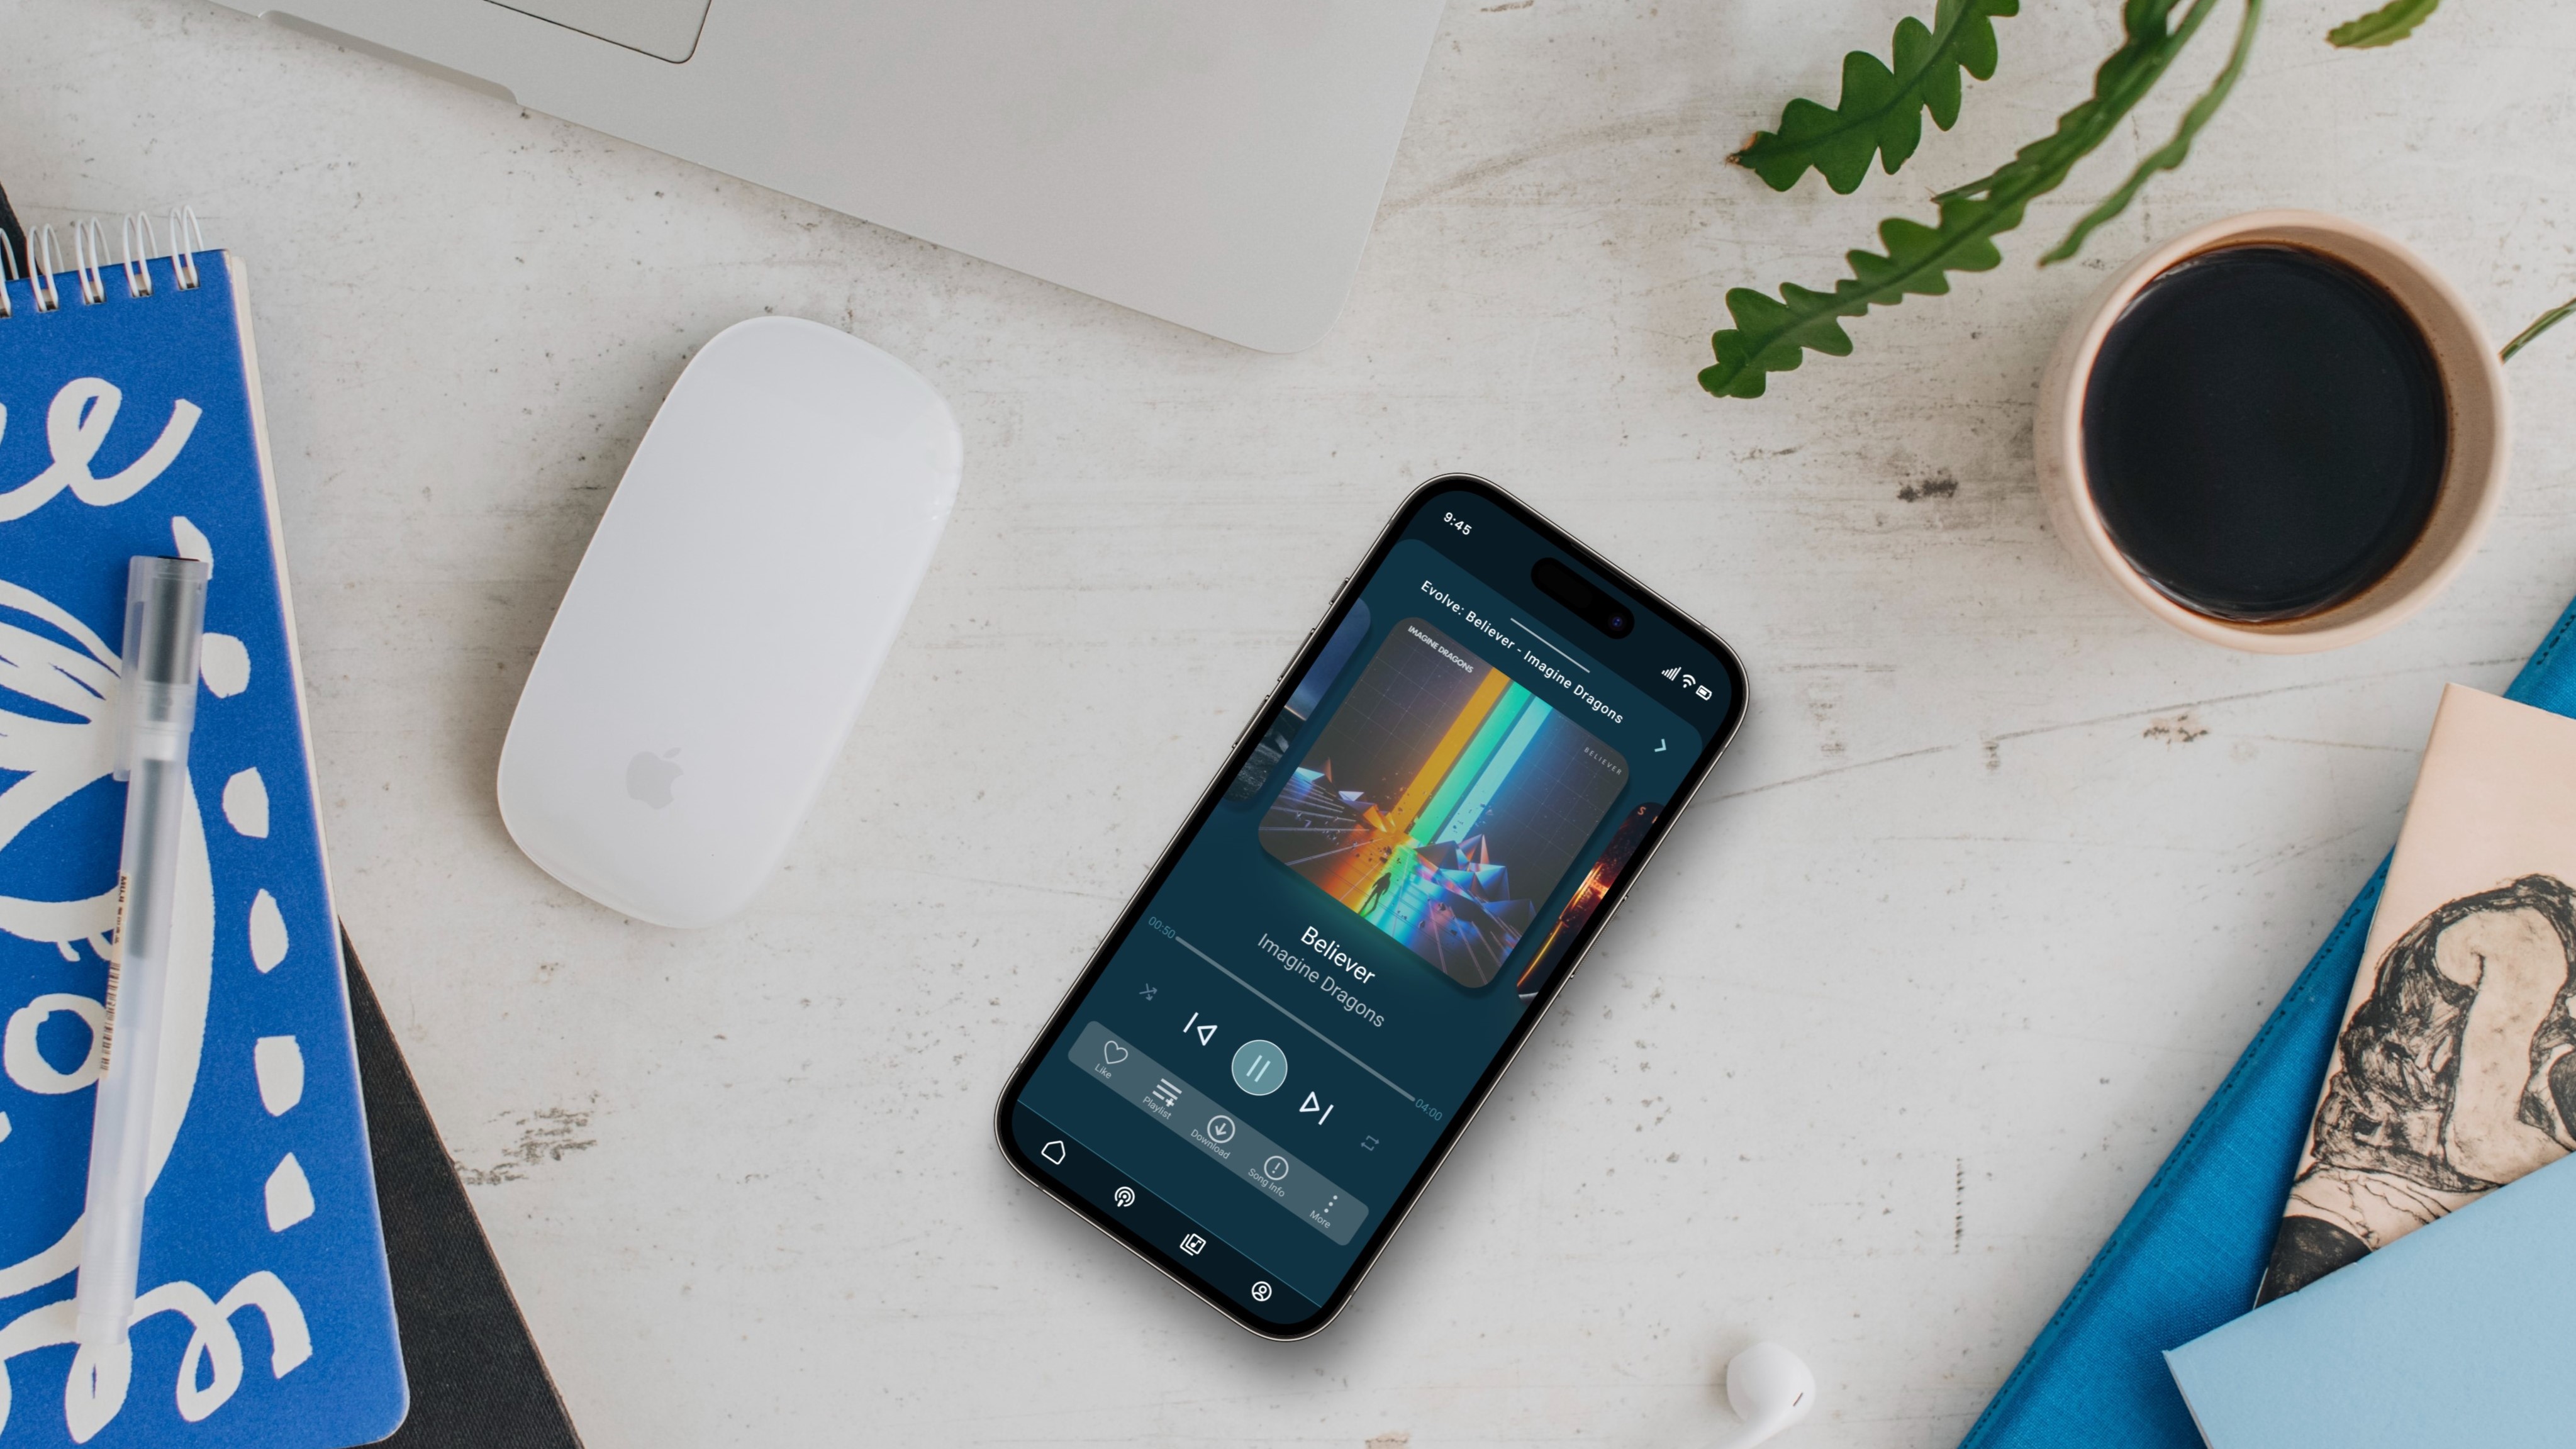 9:45
Evolve: Believer - Imagine Dragons
IMAGINE DRAGONS
BELIEVER
S
Believer
Imagine Dragons
00:50
04:00
Like
Playlist
Download
Song Info
More